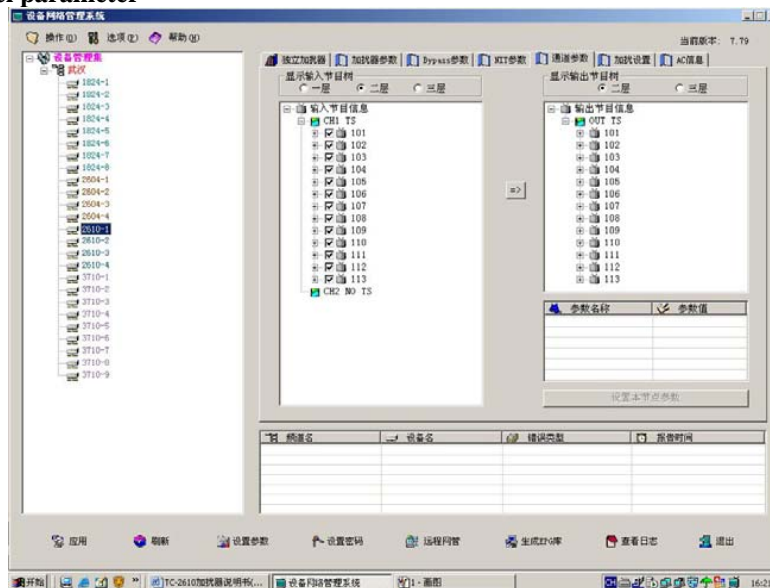 设备网络管理系统
操作(O) 选项(P) 帮助(H)
当前版本: 7.79
设备管理集
武汉
1824-1
1824-2
1824-3
1824-4
1824-5
1824-6
1824-7
1824-8
2604-1
2604-2
2604-3
2604-4
2610-1
2610-2
2610-3
2610-4
3710-1
3710-2
3710-3
3710-4
3710-5
3710-6
3710-7
3710-8
3710-9
独立加扰器 加扰器参数 Bypass参数 NIT参数 通道参数 加扰设置 AC信息
显示输入节目树
一层 二层 三层
输入节目信息
CH1 TS
101
102
103
104
105
106
107
108
109
110
111
112
113
CH2 NO TS
=>
显示输出节目树
二层 三层
输出节目信息
OUT TS
101
102
103
104
105
106
107
108
109
110
111
112
113
参数名称 参数值
设置本节点参数
频道名 设备名 错误类型 报告时间
应用 刷新 设置参数 设置密码 远程网管 生成EPG库 查看日志 退出
开始 TC-2610加扰器说明书(... 设备网络管理系统 1 - 画图